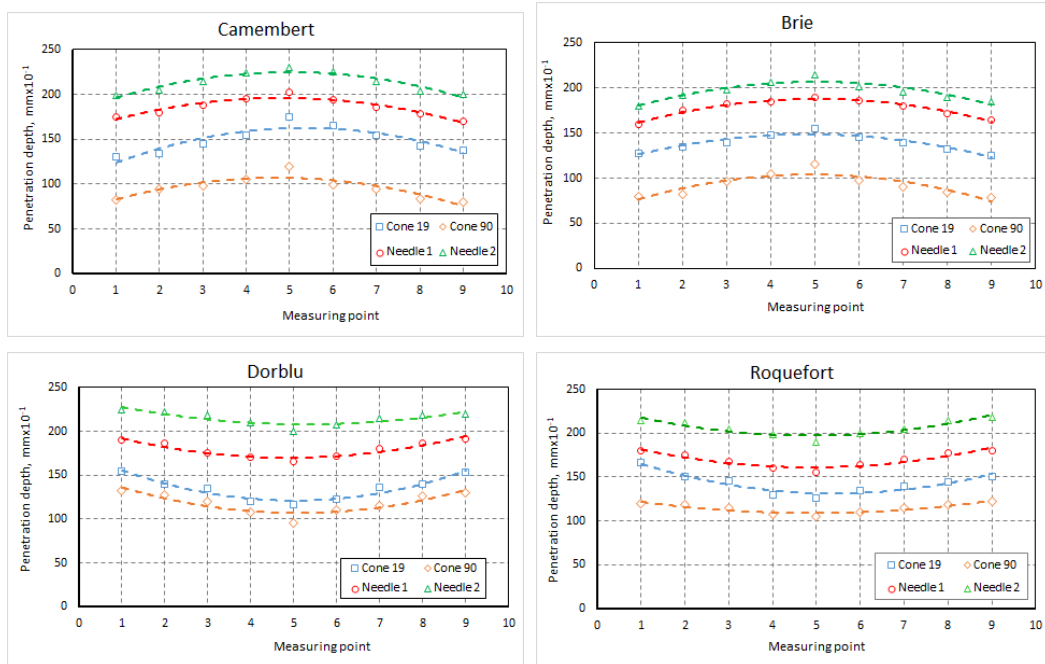 Camembert
Penetration depth, mmx10⁻¹
250
200
150
100
50
0
Cone 19
Cone 90
Needle 1
Needle 2
0 1 2 3 4 5 6 7 8 9 10
Measuring point
Brie
Penetration depth, mmx10⁻¹
250
200
150
100
50
0
Cone 19
Cone 90
Needle 1
Needle 2
0 1 2 3 4 5 6 7 8 9 10
Measuring point
Dorblu
Penetration depth, mmx10⁻¹
250
200
150
100
50
0
Cone 19
Cone 90
Needle 1
Needle 2
0 1 2 3 4 5 6 7 8 9 10
Measuring point
Roquefort
Penetration depth, mmx10⁻¹
250
200
150
100
50
0
Cone 19
Cone 90
Needle 1
Needle 2
0 1 2 3 4 5 6 7 8 9 10
Measuring point